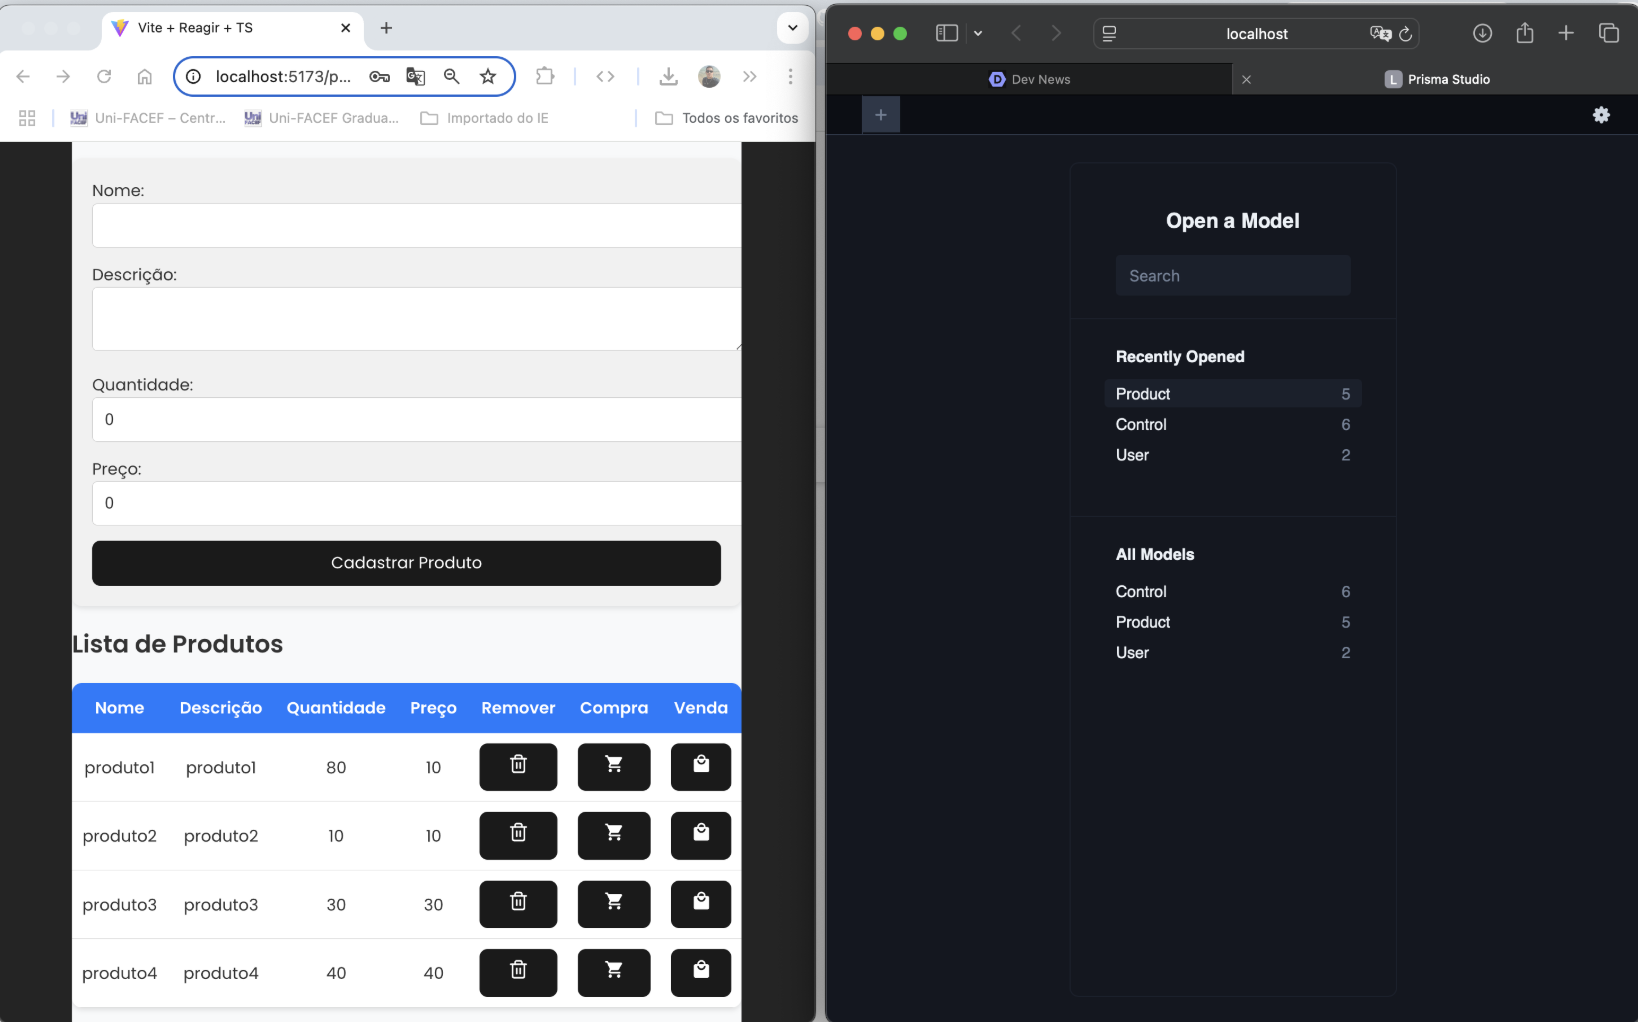 Vite + Reagir + TS
localhost:5173/p...
Uni-FACEF – Centr...
Uni-FACEF Gradua...
Importado do IE
Todos os favoritos
Nome:
Descrição:
Quantidade:
0
Preço:
0
Cadastrar Produto
Lista de Produtos
Nome Descrição Quantidade Preço Remover Compra Venda
produto1 produto1 80 10
produto2 produto2 10 10
produto3 produto3 30 30
produto4 produto4 40 40
localhost
D Dev News
L Prisma Studio
Open a Model
Search
Recently Opened
Product 5
Control 6
User 2
All Models
Control 6
Product 5
User 2